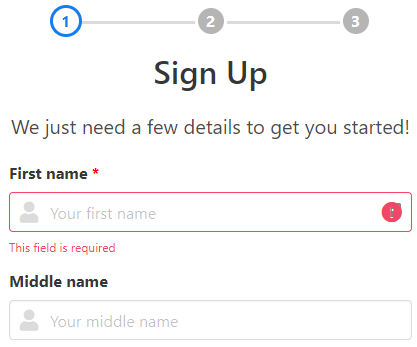 1 2 3
Sign Up
We just need a few details to get you started!
First name *
Your first name
This field is required
Middle name
Your middle name